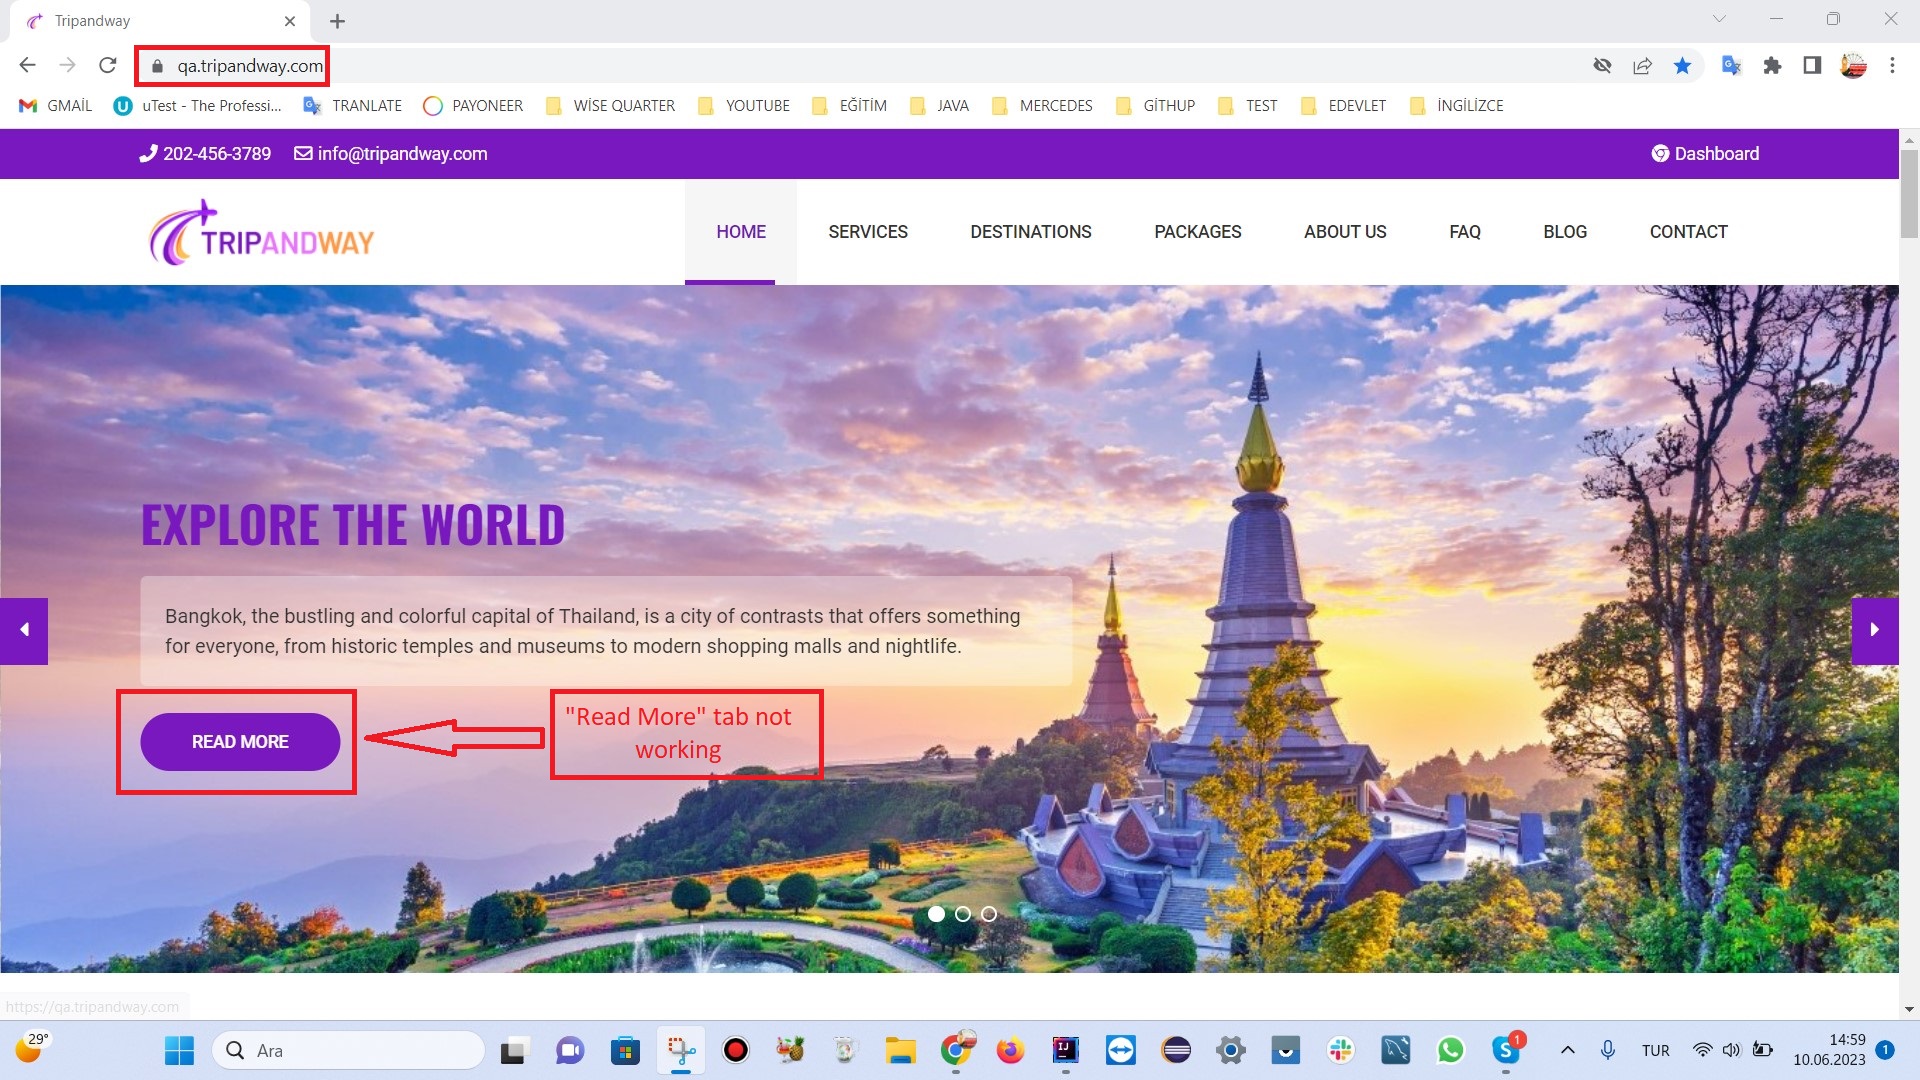 Tripandway
qa.tripandway.com
GMAİL
uTest - The Professi...
TRANLATE
PAYONEER
WİSE QUARTER
YOUTUBE
EĞİTİM
JAVA
MERCEDES
GİTHUP
TEST
EDEVLET
İNGİLİZCE
202-456-3789
info@tripandway.com
Dashboard
TRIPANDWAY
HOME
SERVICES
DESTINATIONS
PACKAGES
ABOUT US
FAQ
BLOG
CONTACT
EXPLORE THE WORLD
Bangkok, the bustling and colorful capital of Thailand, is a city of contrasts that offers something
for everyone, from historic temples and museums to modern shopping malls and nightlife.
READ MORE
"Read More" tab not
working
https://qa.tripandway.com
29°
Ara
TUR
14:59
10.06.2023
1
1